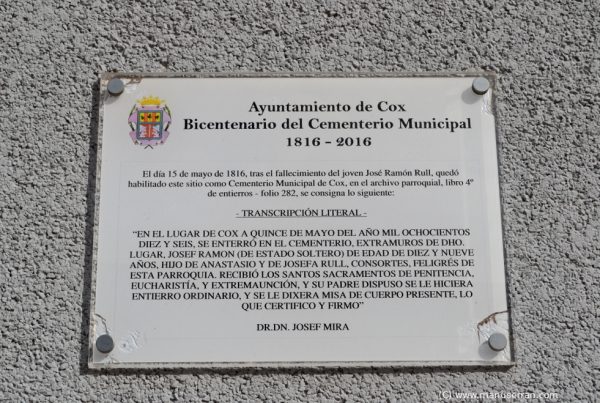 Ayuntamiento de Cox
Bicentenario del Cementerio Municipal
1816 - 2016
El día 15 de mayo de 1816, tras el fallecimiento del joven José Ramón Rull, quedó
habilitado este sitio como Cementerio Municipal de Cox, en el archivo parroquial, libro 4º
de entierros - folio 282, se consigna lo siguiente:
- TRANSCRIPCIÓN LITERAL -
“EN EL LUGAR DE COX A QUINCE DE MAYO DEL AÑO MIL OCHOCIENTOS
DIEZ Y SEIS, SE ENTERRÓ EN EL CEMENTERIO, EXTRAMUROS DE DHO.
LUGAR, JOSEF RAMON (DE ESTADO SOLTERO) DE EDAD DE DIEZ Y NUEVE
AÑOS, HIJO DE ANASTASIO Y DE JOSEFA RULL, CONSORTES, FELIGRÉS DE
ESTA PARROQUIA. RECIBIÓ LOS SANTOS SACRAMENTOS DE PENITENCIA,
EUCHARISTÍA, Y EXTREMAUNCIÓN, Y SU PADRE DISPUSO SE LE HICIERA
ENTIERRO ORDINARIO, Y SE LE DIXERA MISA DE CUERPO PRESENTE, LO
QUE CERTIFICO Y FIRMO”
DR.DN. JOSEF MIRA
(C) www.manuserran.com